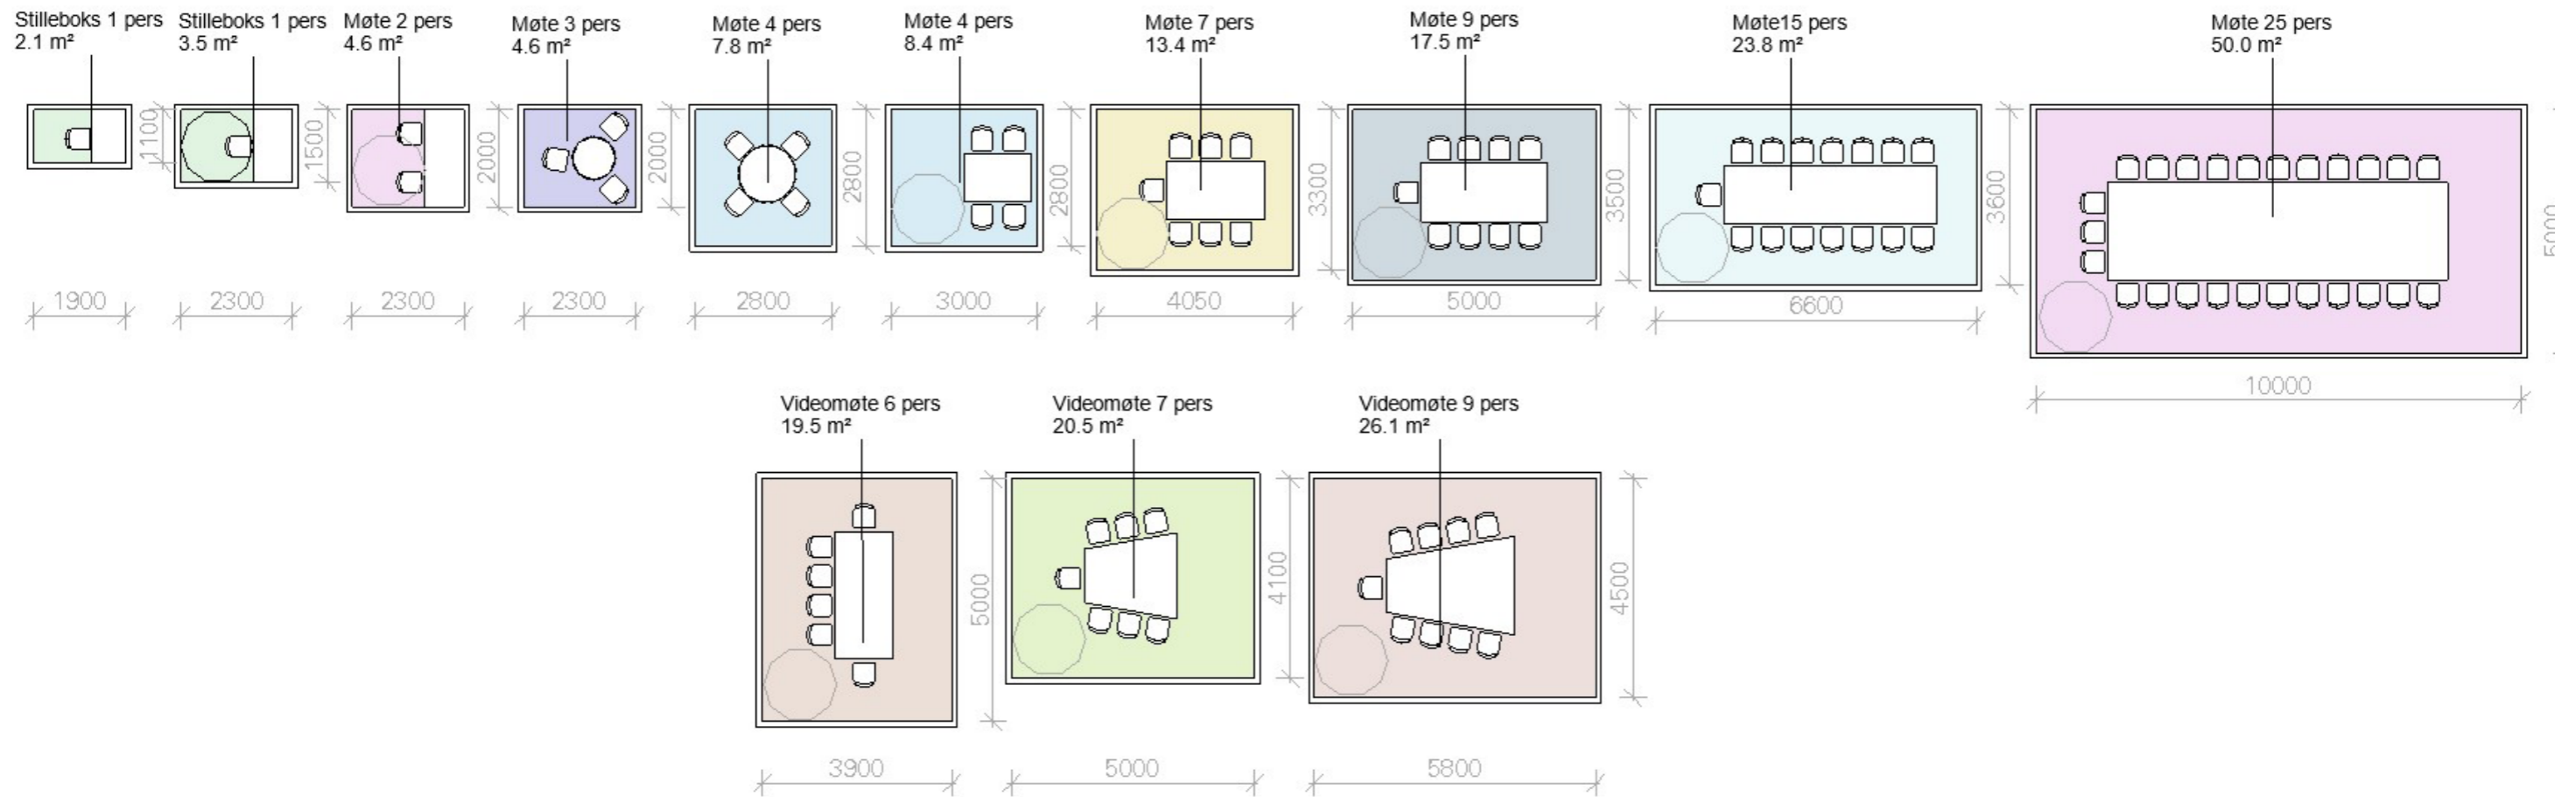 Stilleboks 1 pers
2.1 m²
Stilleboks 1 pers
3.5 m²
Møte 2 pers
4.6 m²
Møte 3 pers
4.6 m²
Møte 4 pers
7.8 m²
Møte 4 pers
8.4 m²
Møte 7 pers
13.4 m²
Møte 9 pers
17.5 m²
Møte15 pers
23.8 m²
Møte 25 pers
50.0 m²
1100
1500
2000
2000
2800
2800
3300
3500
3600
5000
1900
2300
2300
2300
2800
3000
4050
5000
6600
10000
Videomøte 6 pers
19.5 m²
Videomøte 7 pers
20.5 m²
Videomøte 9 pers
26.1 m²
5000
4100
4500
3900
5000
5800